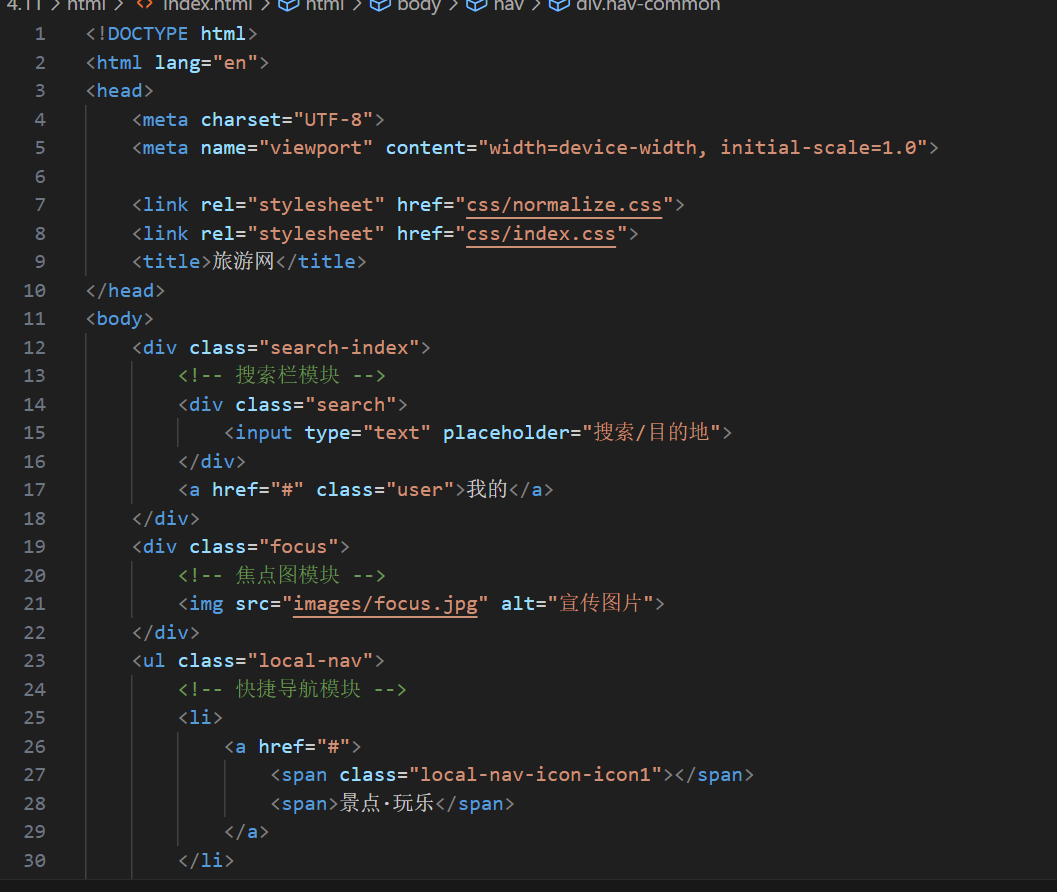 4.11 > html > index.html > html > body > nav > div.nav-common
1 <!DOCTYPE html>
2 <html lang="en">
3 <head>
4 <meta charset="UTF-8">
5 <meta name="viewport" content="width=device-width, initial-scale=1.0">
6
7 <link rel="stylesheet" href="css/normalize.css">
8 <link rel="stylesheet" href="css/index.css">
9 <title>旅游网</title>
10 </head>
11 <body>
12 <div class="search-index">
13 <!-- 搜索栏模块 -->
14 <div class="search">
15 <input type="text" placeholder="搜索/目的地">
16 </div>
17 <a href="#" class="user">我的</a>
18 </div>
19 <div class="focus">
20 <!-- 焦点图模块 -->
21 <img src="images/focus.jpg" alt="宣传图片">
22 </div>
23 <ul class="local-nav">
24 <!-- 快捷导航模块 -->
25 <li>
26 <a href="#">
27 <span class="local-nav-icon-icon1"></span>
28 <span>景点·玩乐</span>
29 </a>
30 </li>